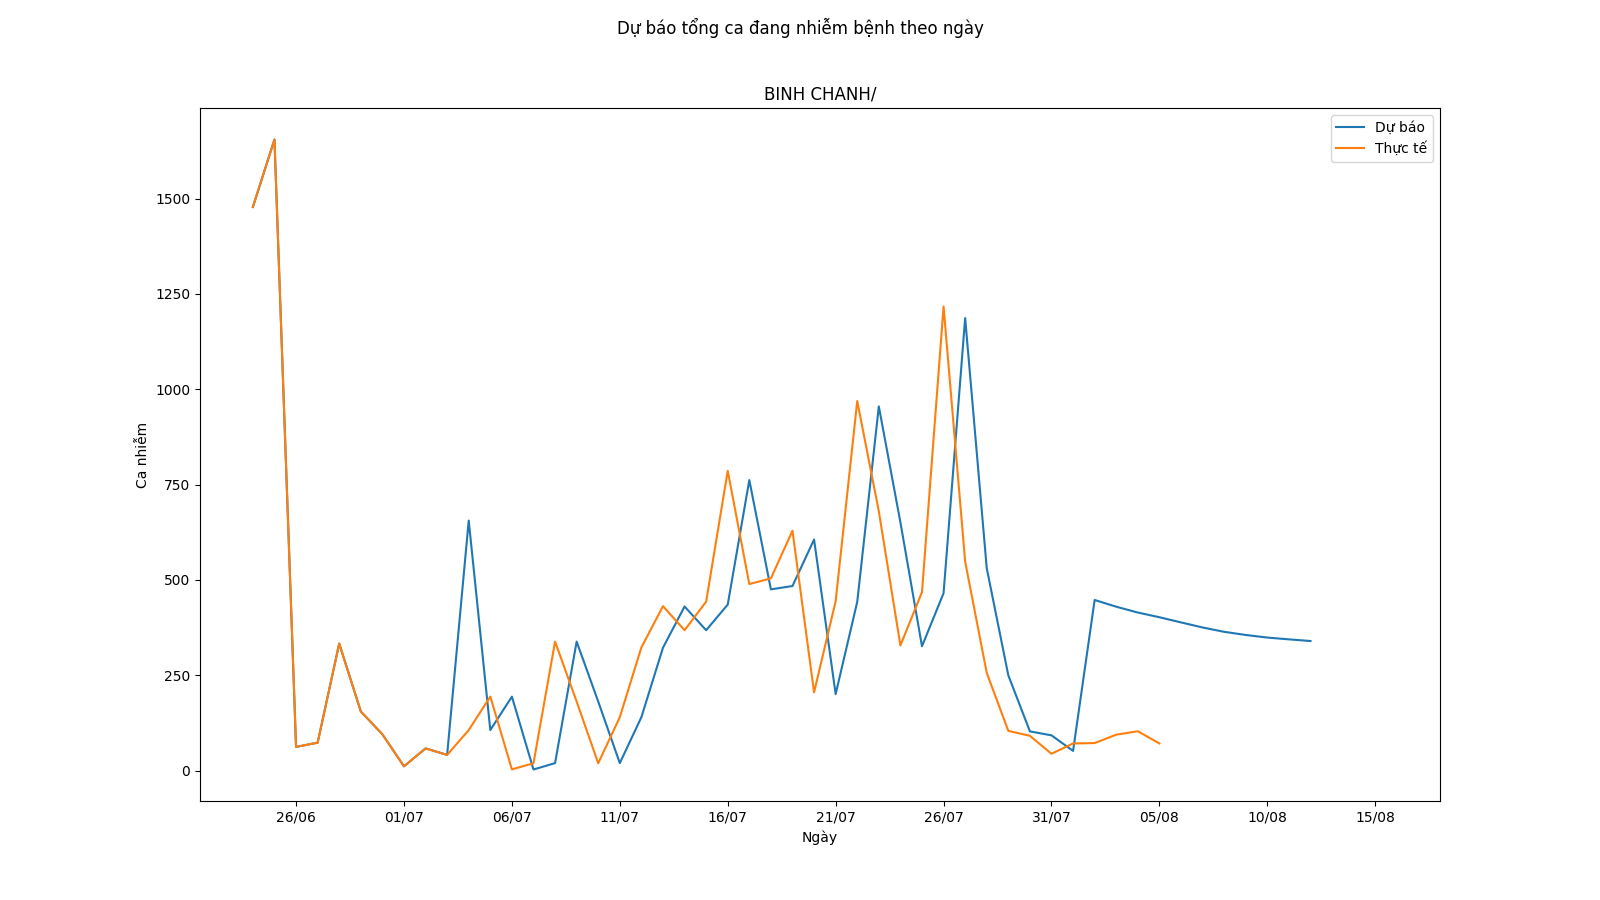 Dự báo tổng ca đang nhiễm bệnh theo ngày
BINH CHANH/
Dự báo
Thực tế
1500
1250
1000
750
500
250
0
Ca nhiễm
26/06 01/07 06/07 11/07 16/07 21/07 26/07 31/07 05/08 10/08 15/08
Ngày